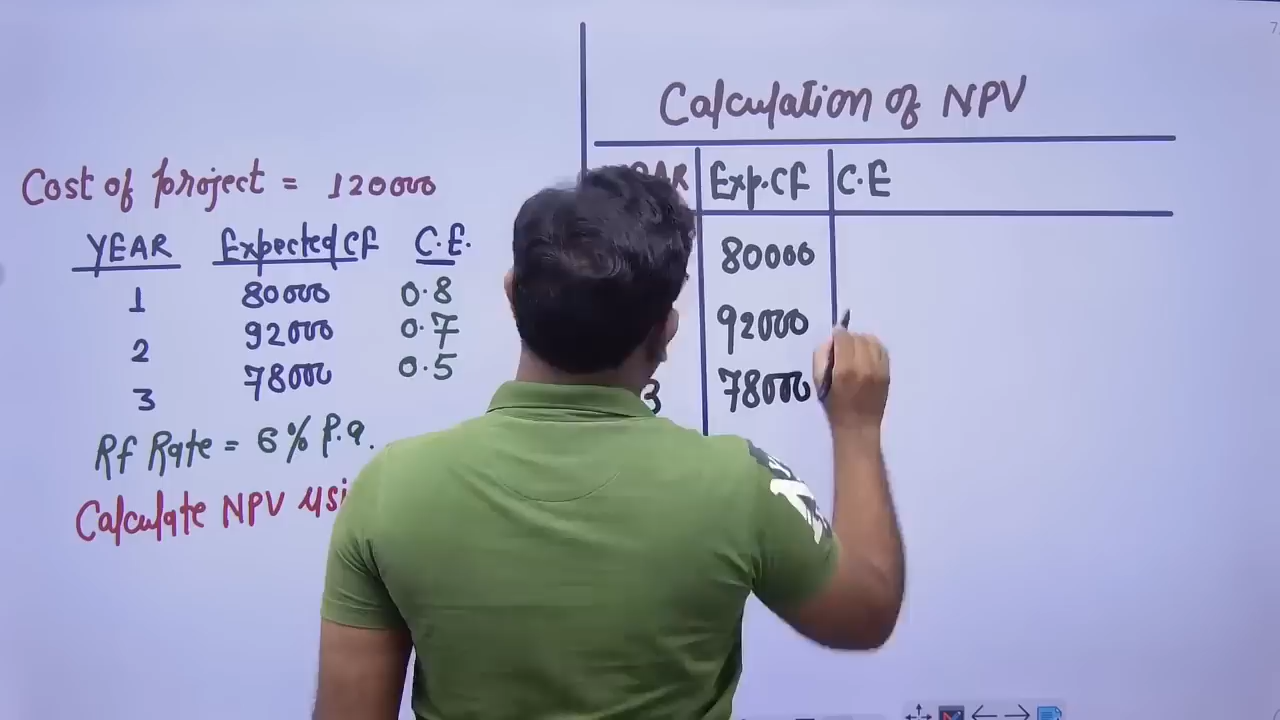 Cost of project = 120000
YEAR Expected CF C.E.
1 80000 0.8
2 92000 0.7
3 78000 0.5
Rf Rate = 6% P.a.
Calculate NPV
Calculation of NPV
Exp.CF C.E
80000
92000
3 78000
7